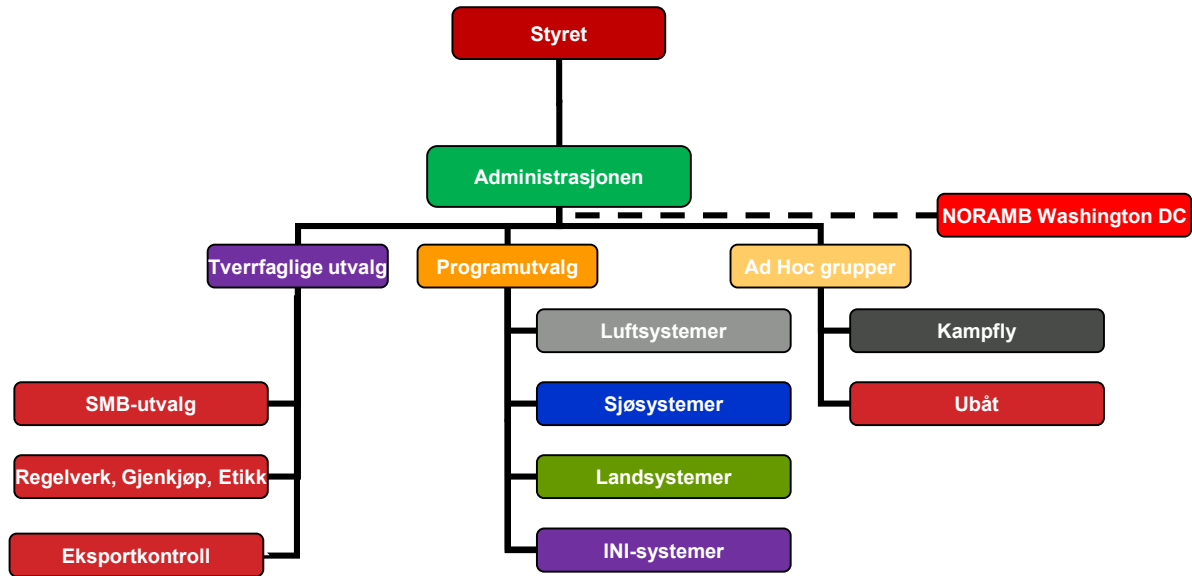 Styret
Administrasjonen
NORAMB Washington DC
Tverrfaglige utvalg
Programutvalg
Ad Hoc grupper
Luftsystemer
Kampfly
SMB-utvalg
Sjøsystemer
Ubåt
Regelverk, Gjenkjøp, Etikk
Landsystemer
Eksportkontroll
INI-systemer